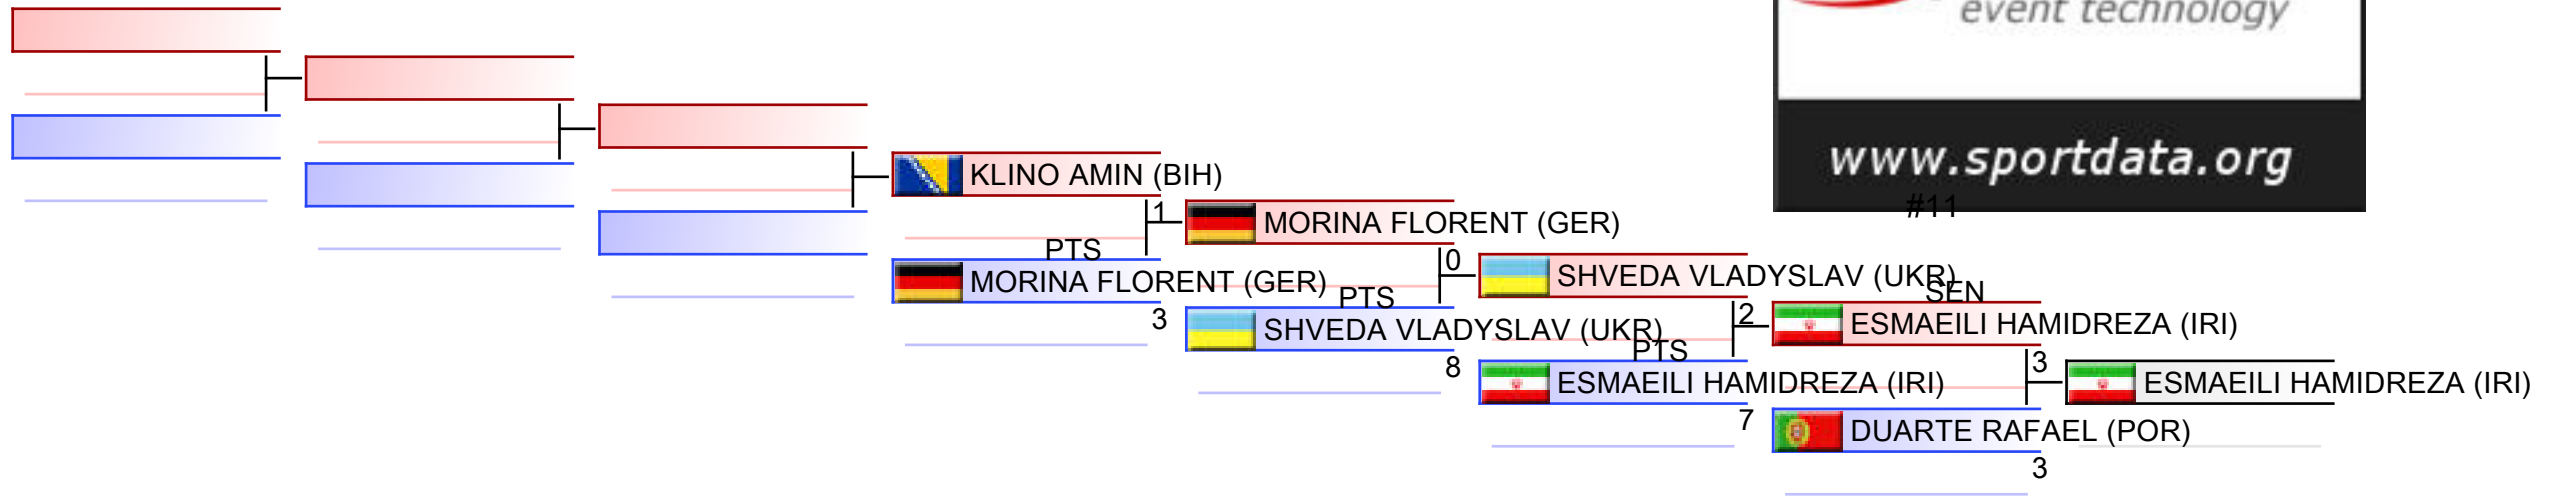 event technology
www.sportdata.org
#11
KLINO AMIN (BIH)
1
MORINA FLORENT (GER)
PTS
MORINA FLORENT (GER)
3
0
SHVEDA VLADYSLAV (UKR)
PTS
SHVEDA VLADYSLAV (UKR)
8
SEN
2
ESMAEILI HAMIDREZA (IRI)
PTS
ESMAEILI HAMIDREZA (IRI)
7
3
ESMAEILI HAMIDREZA (IRI)
DUARTE RAFAEL (POR)
3